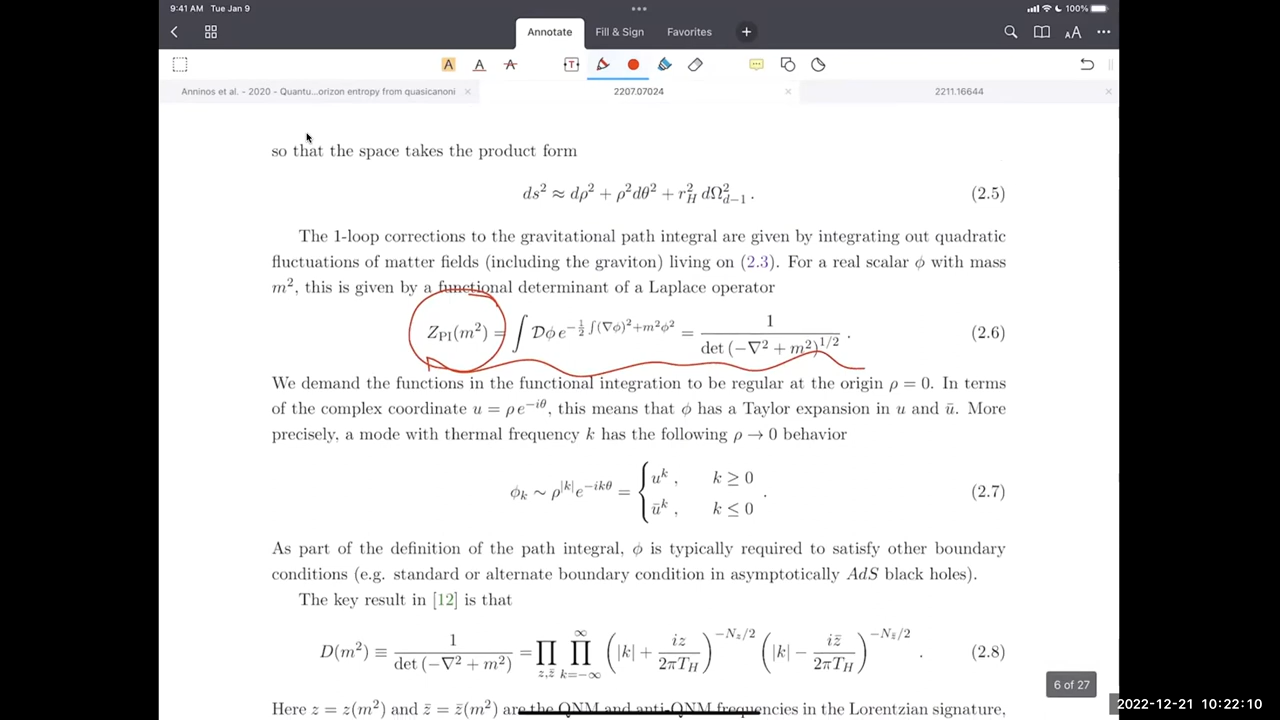 9:41 AM Tue Jan 9
100%
Annotate Fill & Sign Favorites
Anninos et al. - 2020 - Quantu...orizon entropy from quasicanoni
2207.07024
2211.16644
so that the space takes the product form
ds² ≈ dρ² + ρ²dθ² + r_H² dΩ²_{d−1} . (2.5)
The 1-loop corrections to the gravitational path integral are given by integrating out quadratic
fluctuations of matter fields (including the graviton) living on (2.3). For a real scalar ϕ with mass
m², this is given by a functional determinant of a Laplace operator
Z_PI(m²) = ∫ Dϕ e^{−½ ∫(∇ϕ)²+m²ϕ²} = 1 / det (−∇² + m²)^{1/2} . (2.6)
We demand the functions in the functional integration to be regular at the origin ρ = 0. In terms
of the complex coordinate u = ρ e^{−iθ}, this means that ϕ has a Taylor expansion in u and ū. More
precisely, a mode with thermal frequency k has the following ρ → 0 behavior
ϕ_k ∼ ρ^{|k|}e^{−ikθ} = { u^k , k ≥ 0
ū^k , k ≤ 0 . (2.7)
As part of the definition of the path integral, ϕ is typically required to satisfy other boundary
conditions (e.g. standard or alternate boundary condition in asymptotically AdS black holes).
The key result in [12] is that
D(m²) ≡ 1 / det (−∇² + m²) = ∏_{z,z̄} ∏_{k=−∞}^{∞} (|k| + iz / 2πT_H)^{−N_z/2} (|k| − iz̄ / 2πT_H)^{−N_z̄/2} . (2.8)
6 of 27
Here z = z(m²) and z̄ = z̄(m²) are the QNM and anti-QNM frequencies in the Lorentzian signature,
2022-12-21 10:22:10